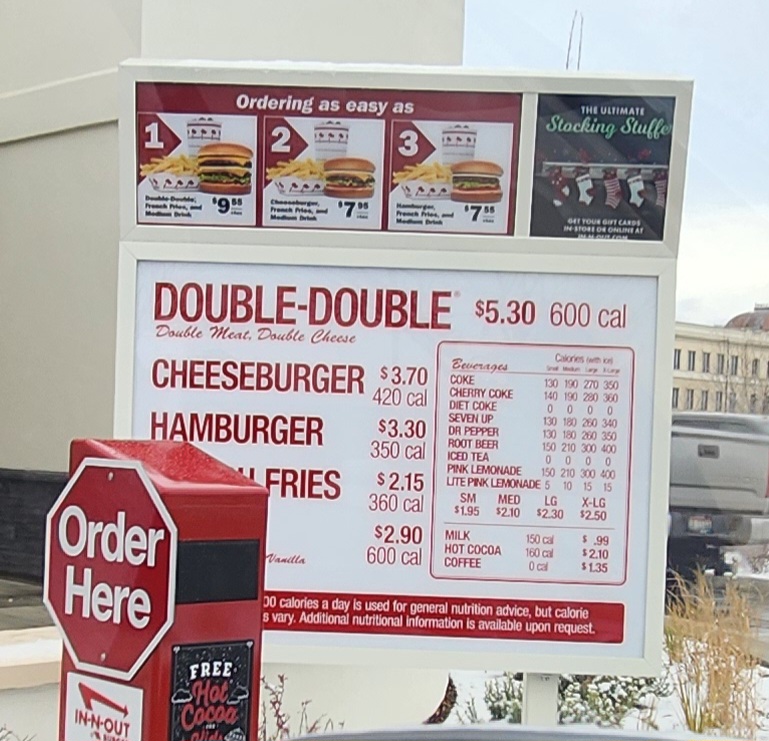 Ordering as easy as
1
Double-Double,
French Fries, and
Medium Drink
$9.55
2
Cheeseburger,
French Fries, and
Medium Drink
$7.95
3
Hamburger,
French Fries, and
Medium Drink
$7.55
THE ULTIMATE
Stocking Stuffe
GET YOUR GIFT CARDS
IN-STORE OR ONLINE AT
IN-N-OUT.COM
DOUBLE-DOUBLE $5.30 600 cal
Double Meat, Double Cheese
CHEESEBURGER $3.70
420 cal
HAMBURGER $3.30
350 cal
FRIES $2.15
360 cal
$2.90
Vanilla 600 cal
Beverages Calories (with ice)
Small Medium Large X-Large
COKE 130 190 270 350
CHERRY COKE 140 190 280 360
DIET COKE 0 0 0 0
SEVEN UP 130 180 260 340
DR PEPPER 130 180 260 350
ROOT BEER 150 210 300 400
ICED TEA 0 0 0 0
PINK LEMONADE 150 210 300 400
LITE PINK LEMONADE 5 10 15 15
SM MED LG X-LG
$1.95 $2.10 $2.30 $2.50
MILK 150 cal $ .99
HOT COCOA 160 cal $2.10
COFFEE 0 cal $1.35
00 calories a day is used for general nutrition advice, but calorie
s vary. Additional nutritional information is available upon request.
Order
Here
IN-N-OUT
FREE
Hot
Cocoa